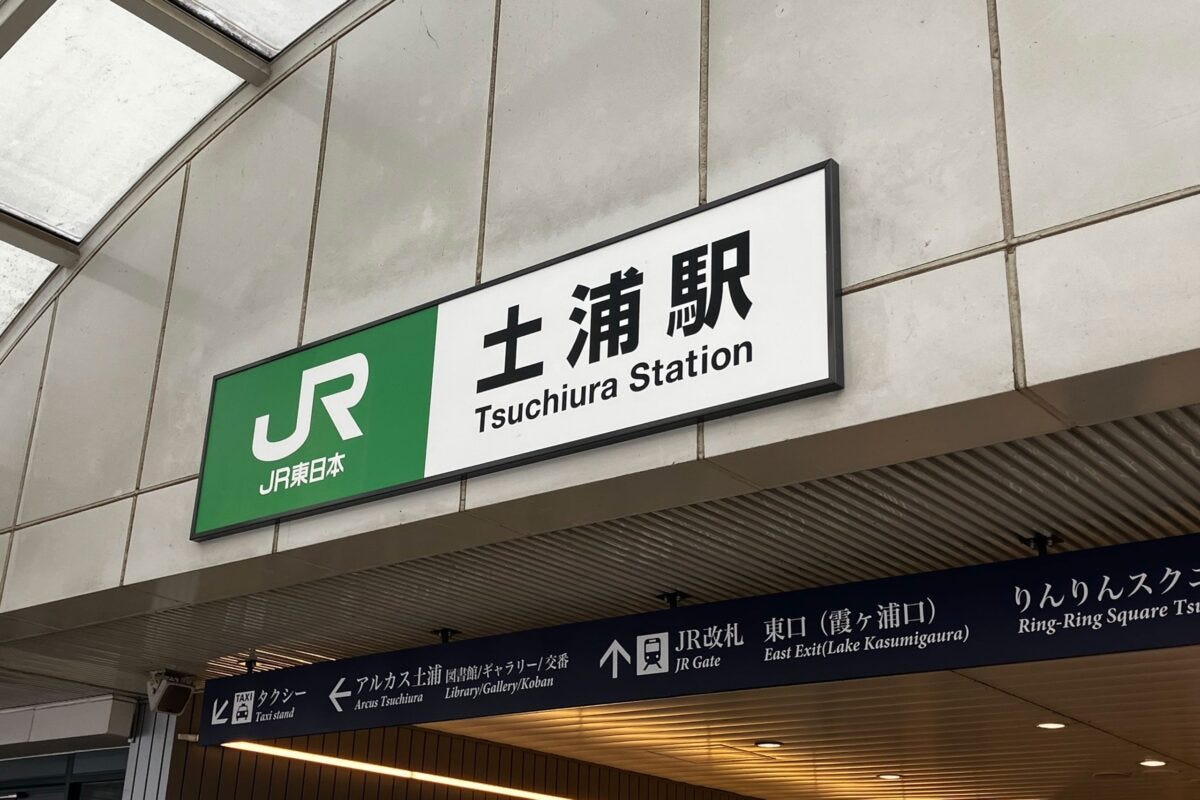 JR
JR東日本
土浦駅
Tsuchiura Station
TAXI
タクシー
Taxi stand
アルカス土浦
Arcus Tsuchiura
図書館/ギャラリー/交番
Library/Gallery/Koban
JR改札
JR Gate
東口（霞ヶ浦口）
East Exit(Lake Kasumigaura)
りんりんスクエ
Ring-Ring Square Tsu